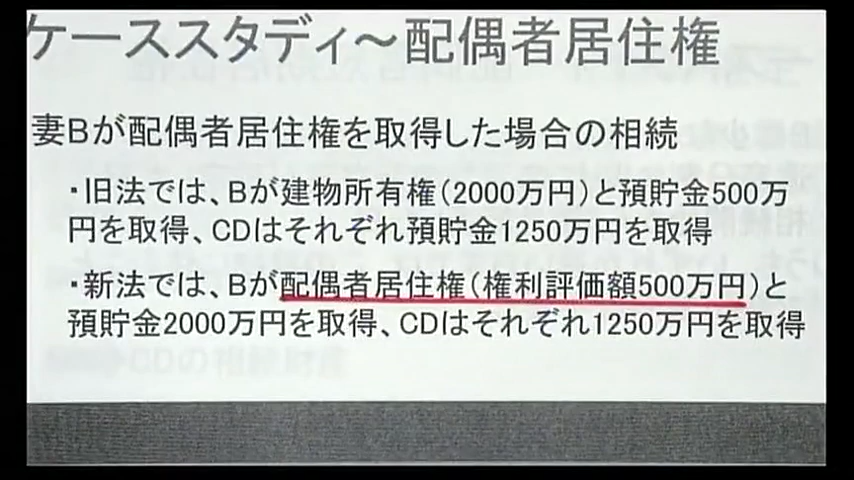 ケーススタディ～配偶者居住権
妻Bが配偶者居住権を取得した場合の相続
・旧法では、Bが建物所有権(2000万円)と預貯金500万
円を取得、CDはそれぞれ預貯金1250万円を取得
・新法では、Bが配偶者居住権(権利評価額500万円)と
預貯金2000万円を取得、CDはそれぞれ1250万円を取得